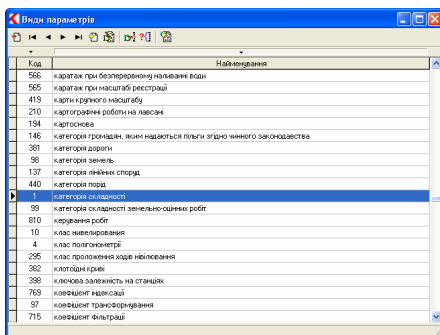 Види параметрів
Код Найменування
566 каратаж при безперервному наливанні води
565 каратаж при масштабі реєстрації
419 карти крупного масштабу
210 картографічні роботи на лавсані
194 картоснова
146 категорія громадян, яким надаються пільги згідно чинного законодавства
381 категорія дороги
98 категорія земель
137 категорія лінійних споруд
440 категорія порід
1 категорія складності
99 категорія складності земельно-оцінних робіт
810 керування робіт
10 клас нивелирования
4 клас полігонометрії
295 клас проложення ходів нівілювання
382 клотоїдні криві
398 ключова залежність на станціях
769 коефіцієнт індексації
97 коефіцієнт трансформування
715 коефіцієнт фільтрації